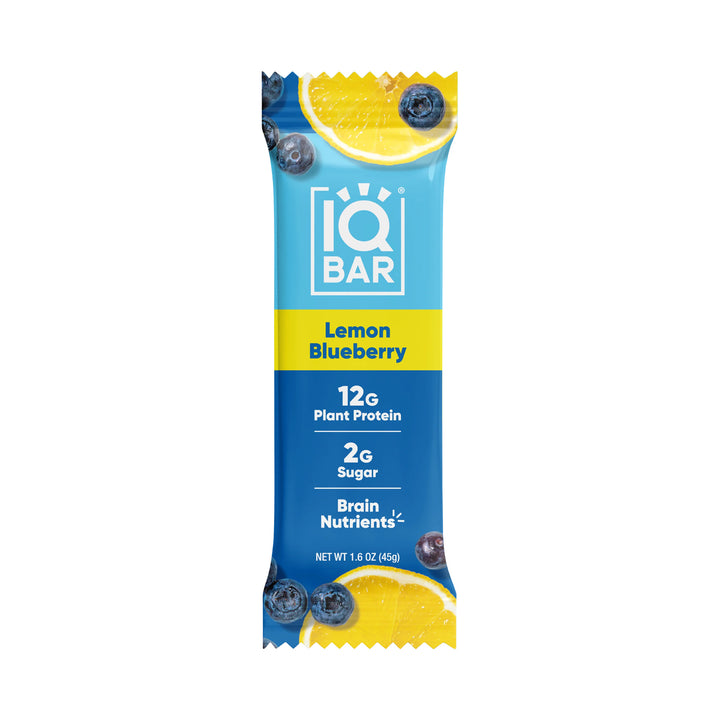 IQ
BAR
®
Lemon
Blueberry
12G
Plant Protein
2G
Sugar
Brain
Nutrients
NET WT 1.6 OZ (45g)